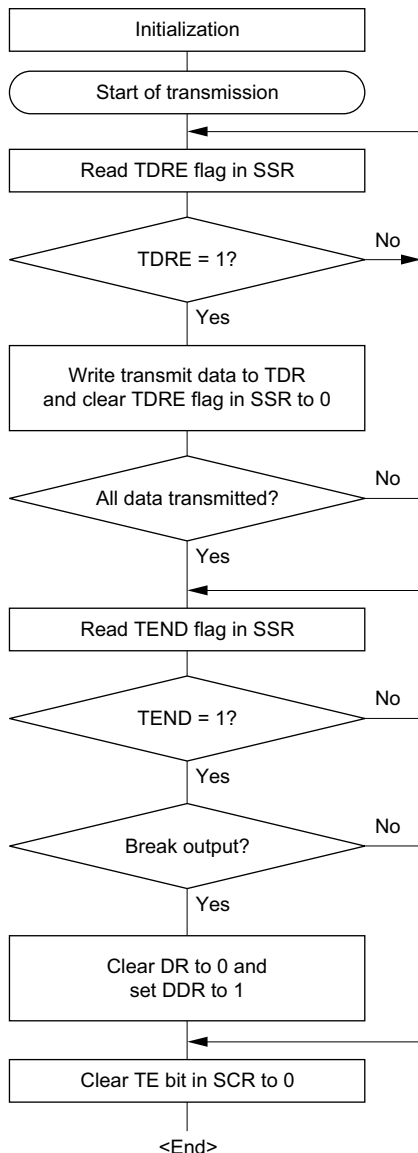 Initialization
Start of transmission
Read TDRE flag in SSR
TDRE = 1?
No
Yes
Write transmit data to TDR
and clear TDRE flag in SSR to 0
All data transmitted?
No
Yes
Read TEND flag in SSR
TEND = 1?
No
Yes
Break output?
No
Yes
Clear DR to 0 and
set DDR to 1
Clear TE bit in SCR to 0
<End>